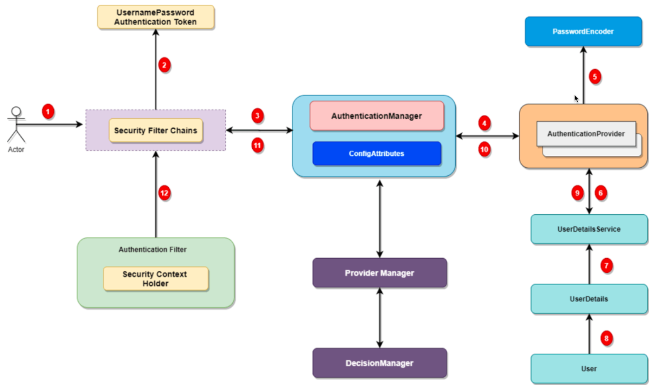 UsernamePassword
Authentication Token
PasswordEncoder
2
5
1
3
4
AuthenticationManager
Security Filter Chains
AuthenticationProvider
11
ConfigAttributes
10
Actor
12
9
6
UserDetailsService
Authentication Filter
7
Security Context
Holder
Provider Manager
UserDetails
8
DecisionManager
User